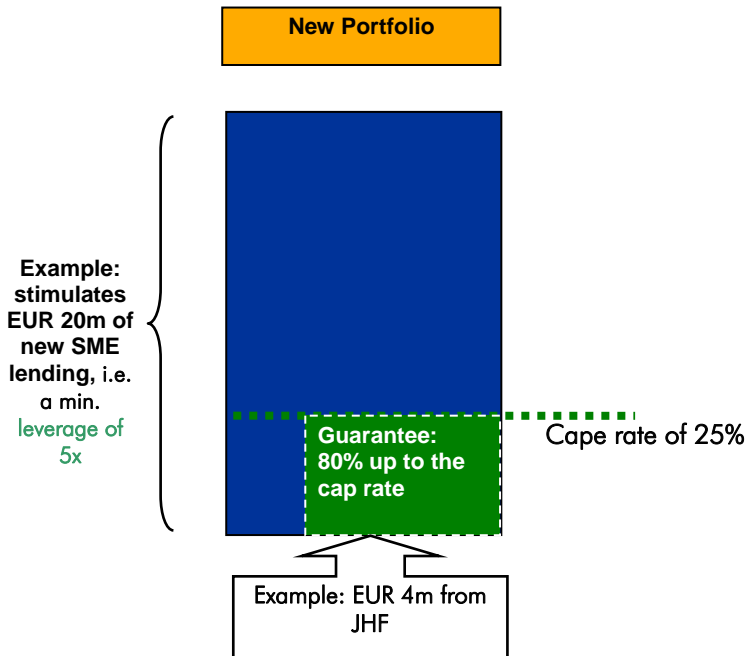 New Portfolio
Example:
stimulates
EUR 20m of
new SME
lending, i.e.
a min.
leverage of
5x
Guarantee:
80% up to the
cap rate
Cape rate of 25%
Example: EUR 4m from
JHF